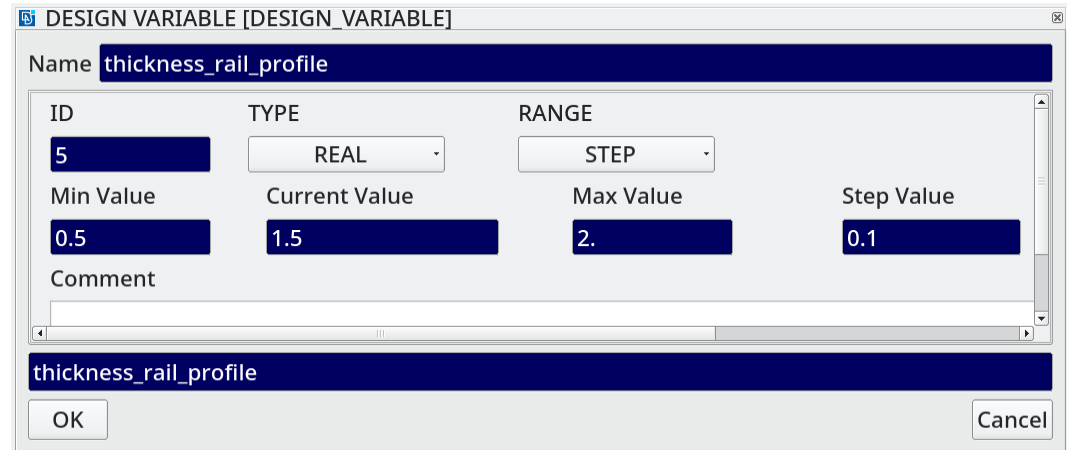 DESIGN VARIABLE [DESIGN_VARIABLE]
Name thickness_rail_profile
ID TYPE RANGE
5 REAL STEP
Min Value Current Value Max Value Step Value
0.5 1.5 2. 0.1
Comment
thickness_rail_profile
OK Cancel